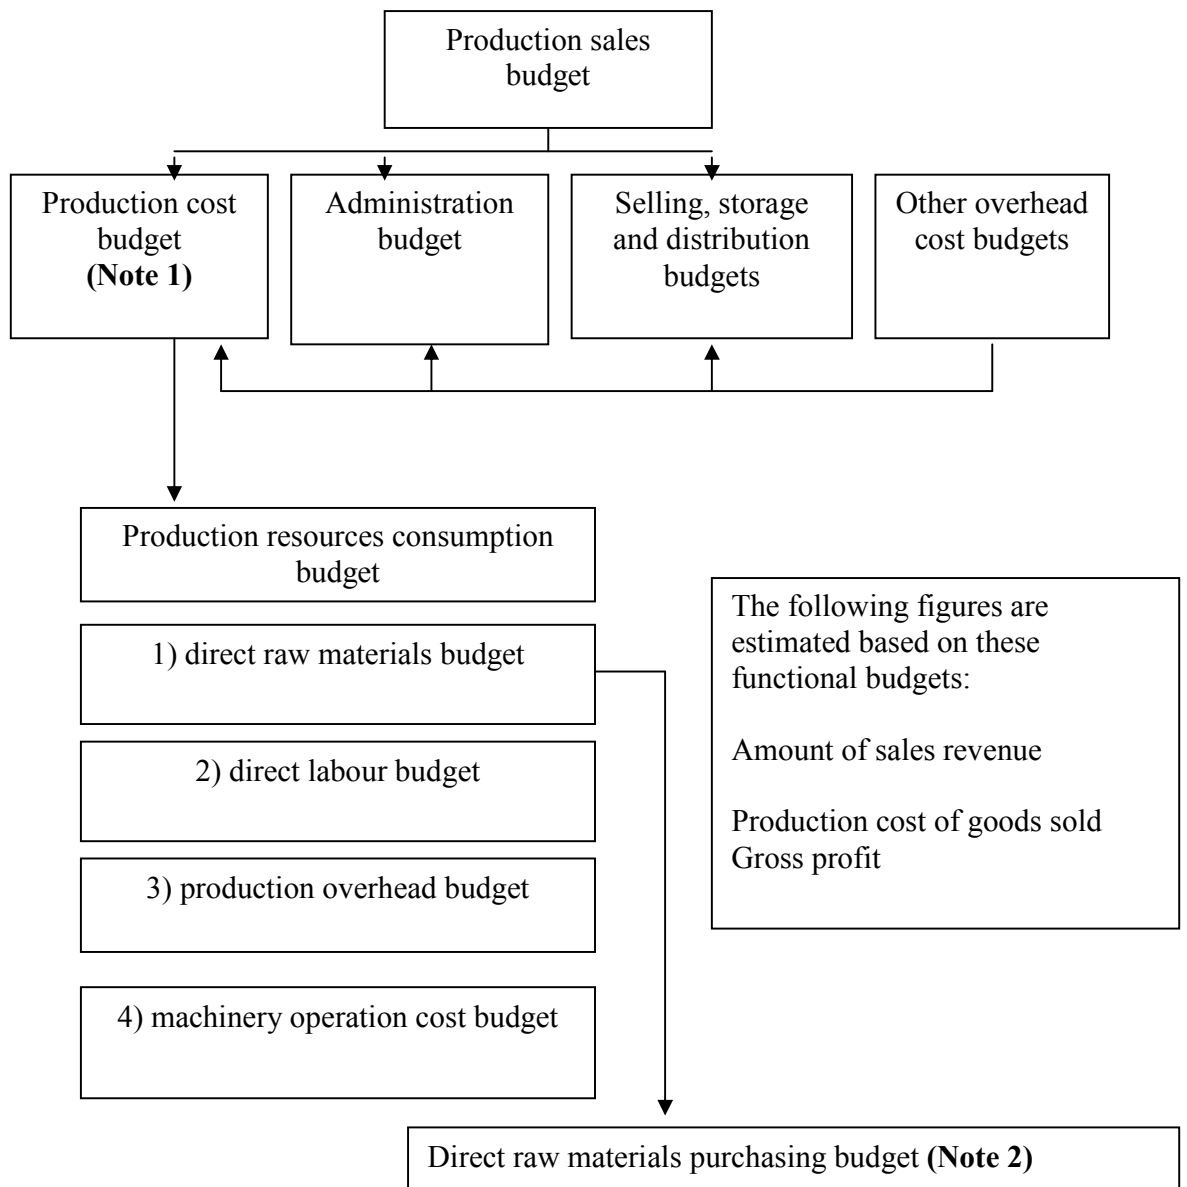 Production sales
budget
Production cost
budget
(Note 1)
Administration
budget
Selling, storage
and distribution
budgets
Other overhead
cost budgets
Production resources consumption
budget
1) direct raw materials budget
2) direct labour budget
3) production overhead budget
4) machinery operation cost budget
The following figures are
estimated based on these
functional budgets:
Amount of sales revenue
Production cost of goods sold
Gross profit
Direct raw materials purchasing budget (Note 2)